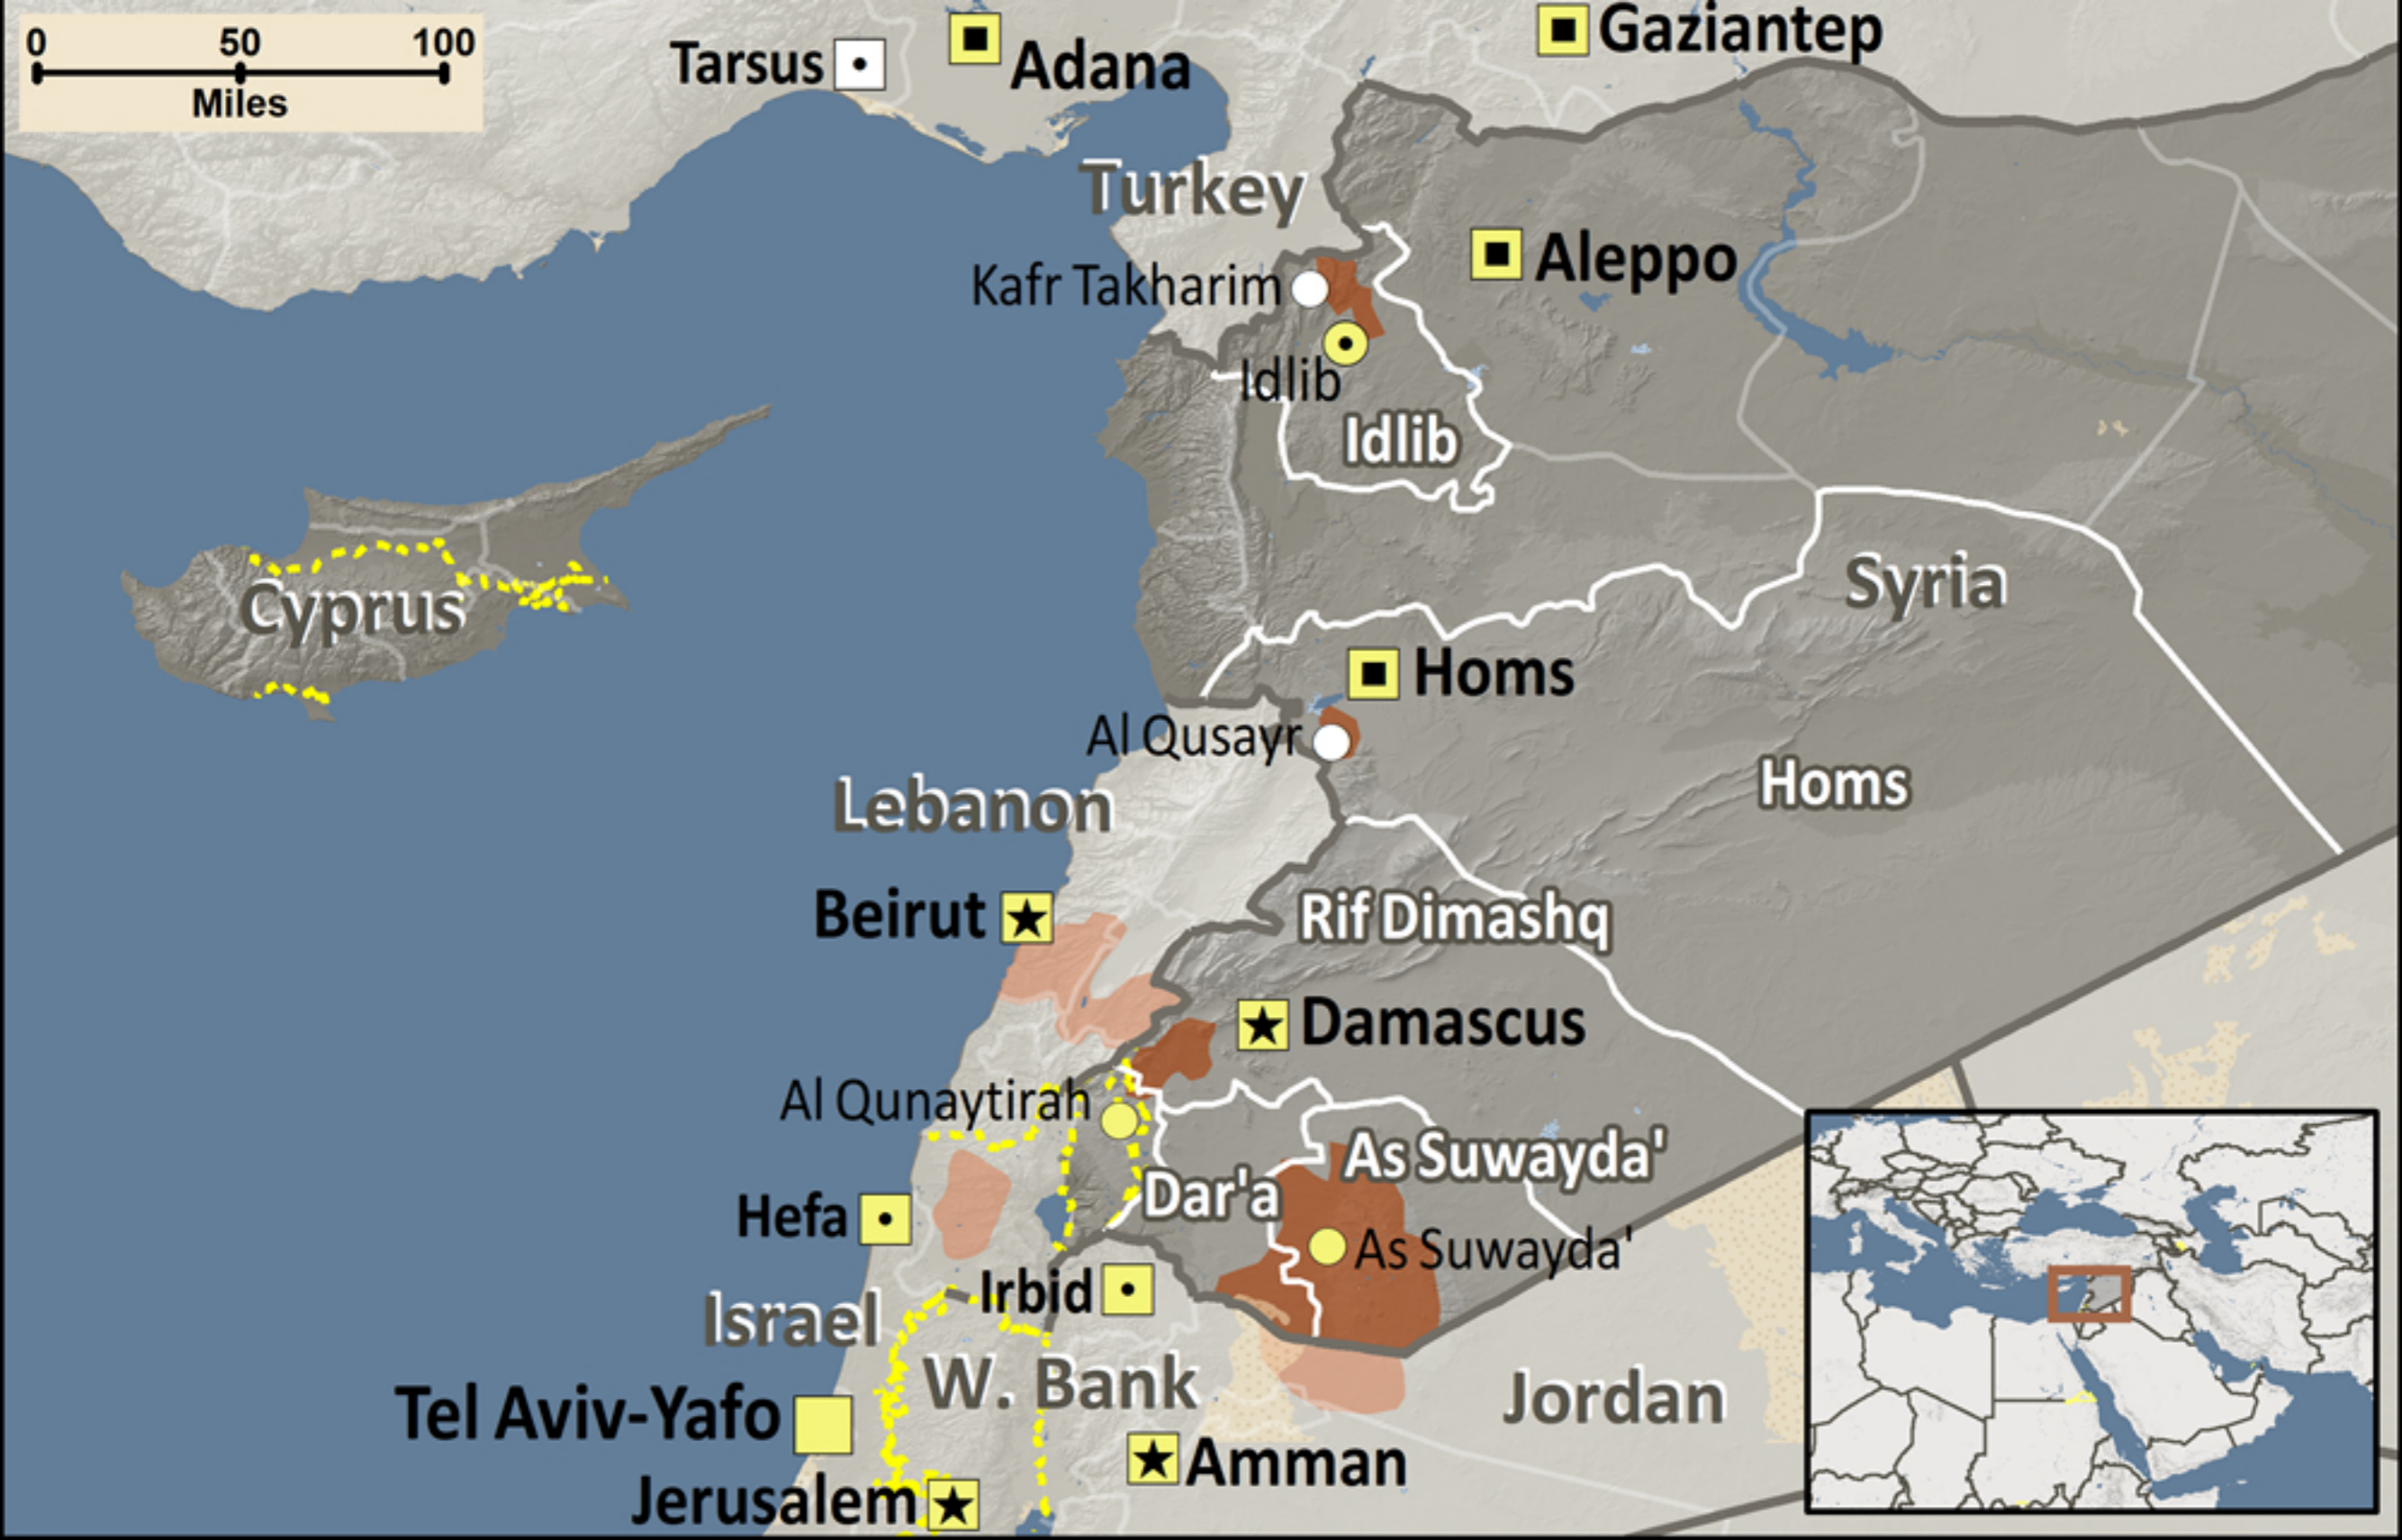 0 50 100
Miles
Tarsus
Adana
Gaziantep
Turkey
Aleppo
Kafr Takharim
Idlib
Idlib
Cyprus
Syria
Homs
Al Qusayr
Homs
Lebanon
Beirut
Rif Dimashq
Damascus
Al Qunaytirah
As Suwayda'
Dar'a
Hefa
As Suwayda'
Irbid
Israel
W. Bank
Jordan
Tel Aviv-Yafo
Amman
Jerusalem